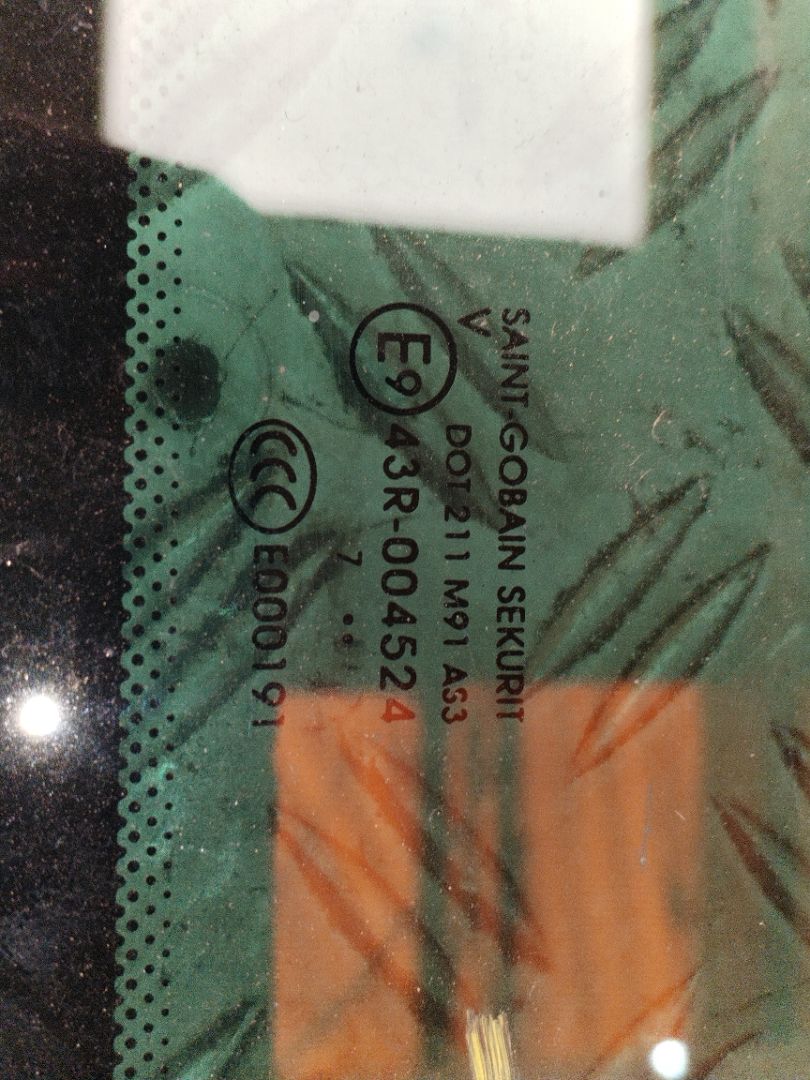 SAINT-GOBAIN SEKURIT
V
DOT 211 M91 AS3
E9 43R-004524
7 ..
CCC E000191